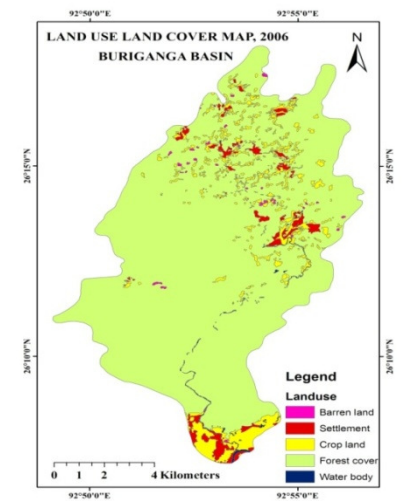 92°50'0"E 92°55'0"E
LAND USE LAND COVER MAP, 2006
BURIGANGA BASIN
N
26°15'0"N 26°15'0"N
26°10'0"N 26°10'0"N
Legend
Landuse
Barren land
Settlement
Crop land
Forest cover
Water body
0 1 2 4 Kilometers
92°50'0"E 92°55'0"E